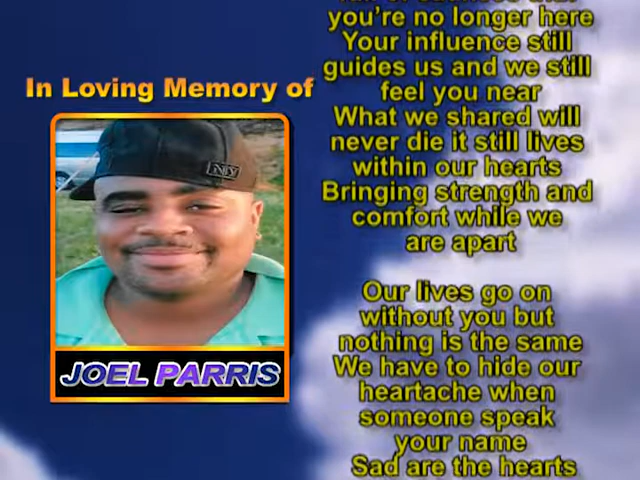 In Loving Memory of
JOEL PARRIS
you're no longer here
Your influence still
guides us and we still
feel you near
What we shared will
never die it still lives
within our hearts
Bringing strength and
comfort while we
are apart
Our lives go on
without you but
nothing is the same
We have to hide our
heartache when
someone speak
your name
Sad are the hearts